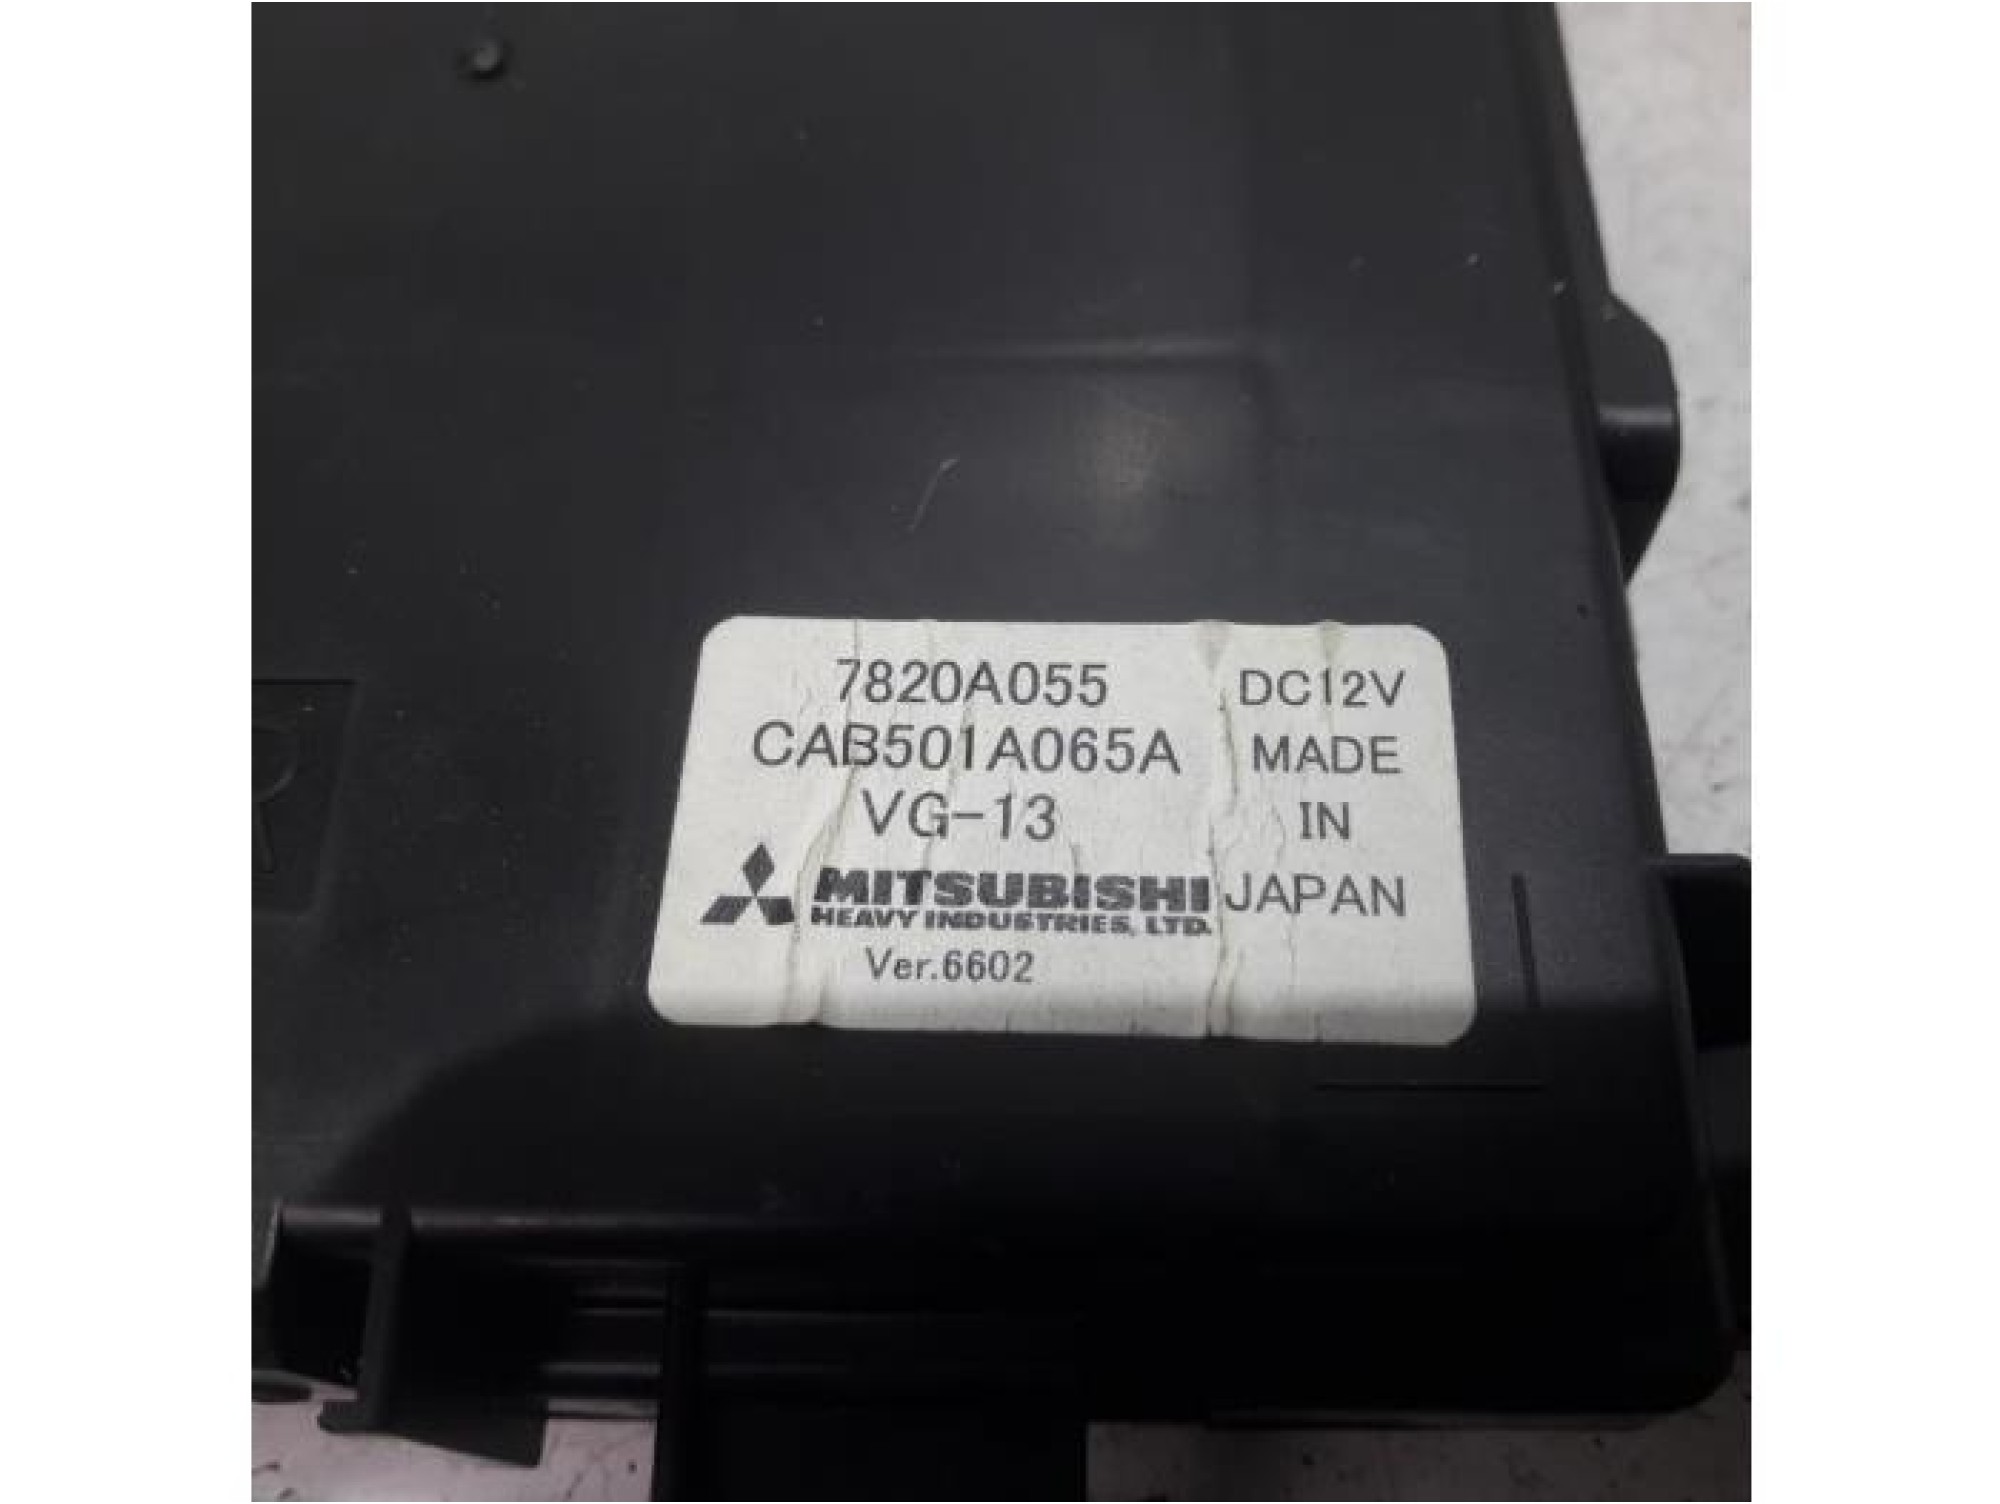 7820A055 DC12V
CAB501A065A MADE
VG-13 IN
MITSUBISHI JAPAN
HEAVY INDUSTRIES, LTD.
Ver.6602
R